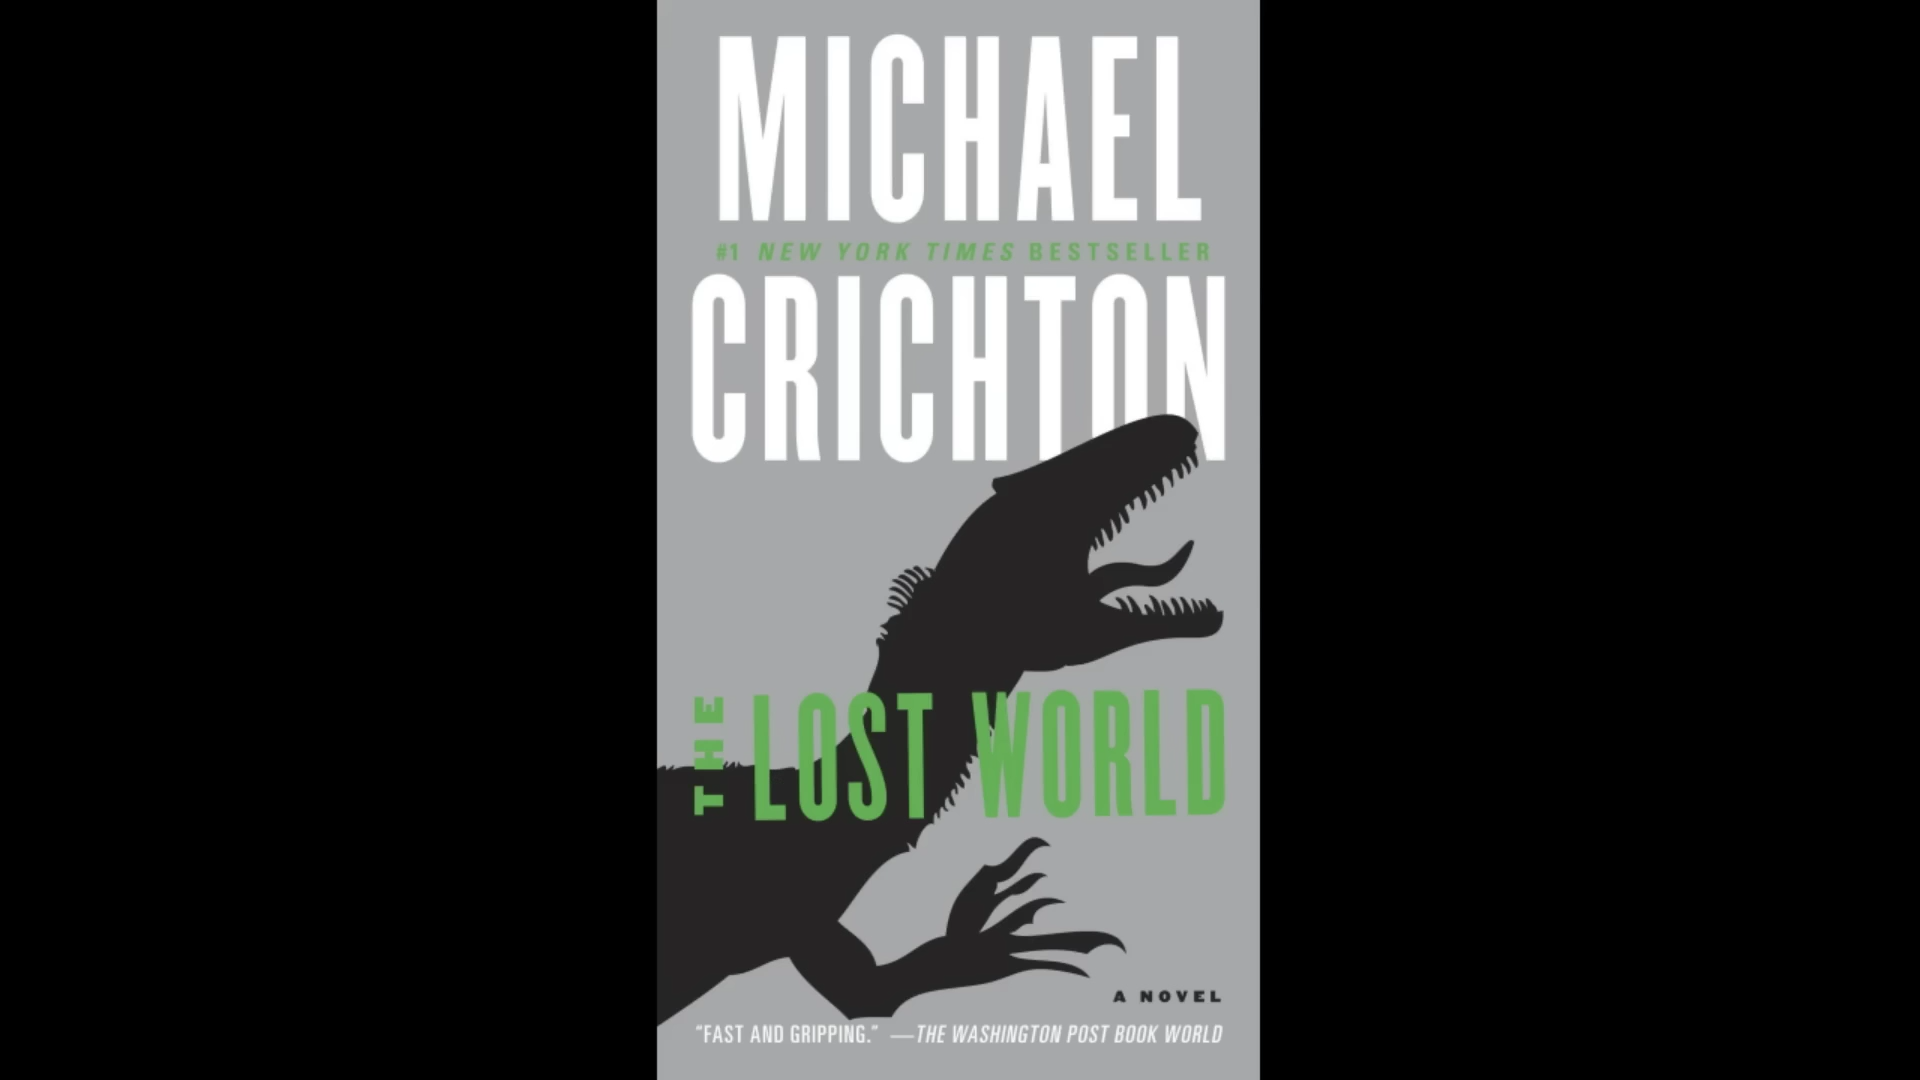 MICHAEL
#1 NEW YORK TIMES BESTSELLER
CRICHTON
THE LOST WORLD
A NOVEL
"FAST AND GRIPPING." —THE WASHINGTON POST BOOK WORLD